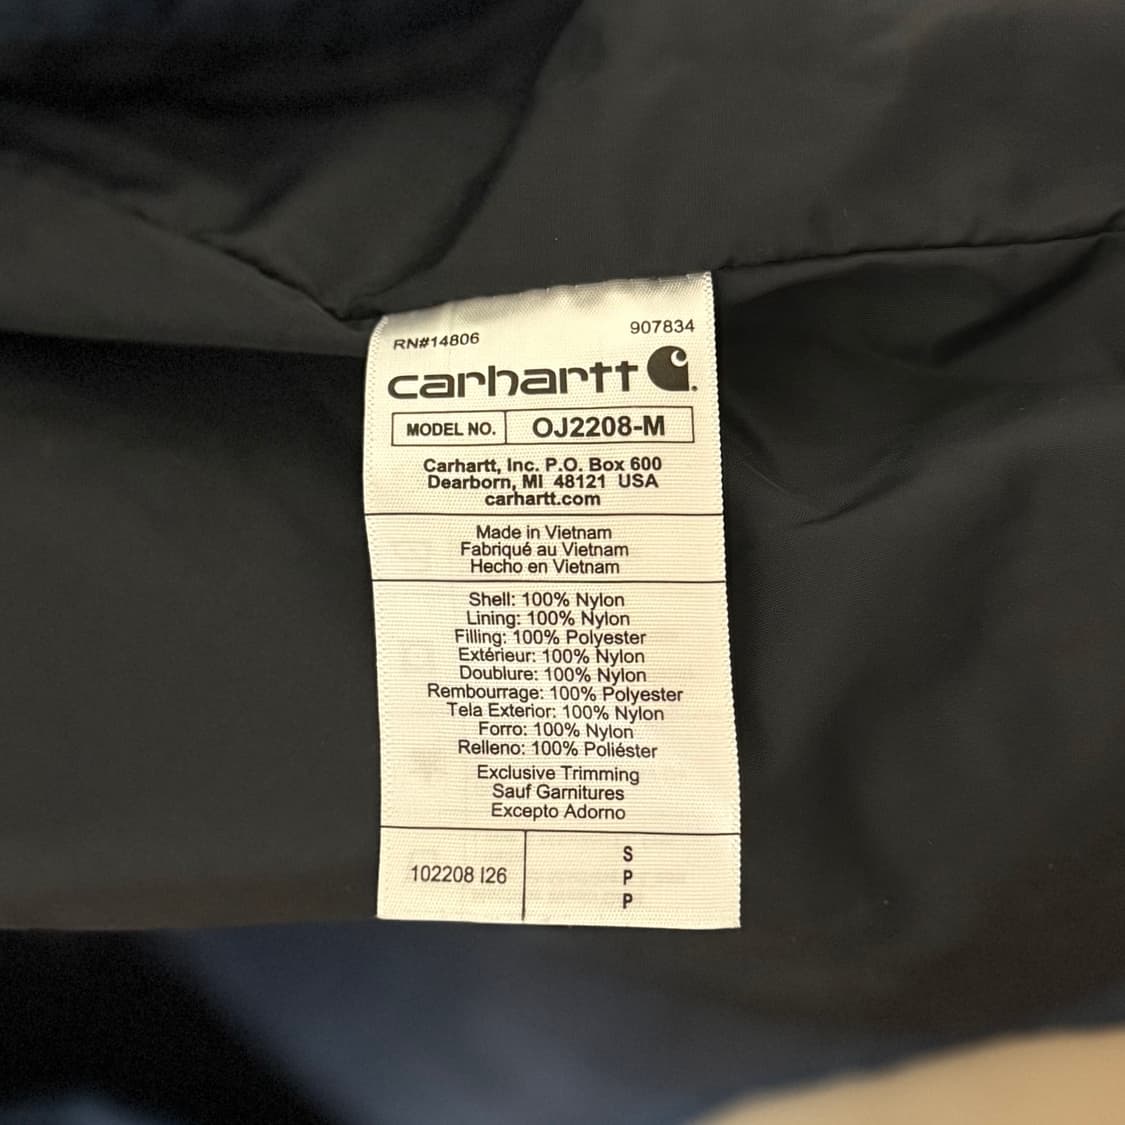 RN#14806
907834
carhartt
MODEL NO. OJ2208-M
Carhartt, Inc. P.O. Box 600
Dearborn, MI 48121 USA
carhartt.com
Made in Vietnam
Fabriqué au Vietnam
Hecho en Vietnam
Shell: 100% Nylon
Lining: 100% Nylon
Filling: 100% Polyester
Extérieur: 100% Nylon
Doublure: 100% Nylon
Rembourrage: 100% Polyester
Tela Exterior: 100% Nylon
Forro: 100% Nylon
Relleno: 100% Poliéster
Exclusive Trimming
Sauf Garnitures
Excepto Adorno
102208 I26
S
P
P